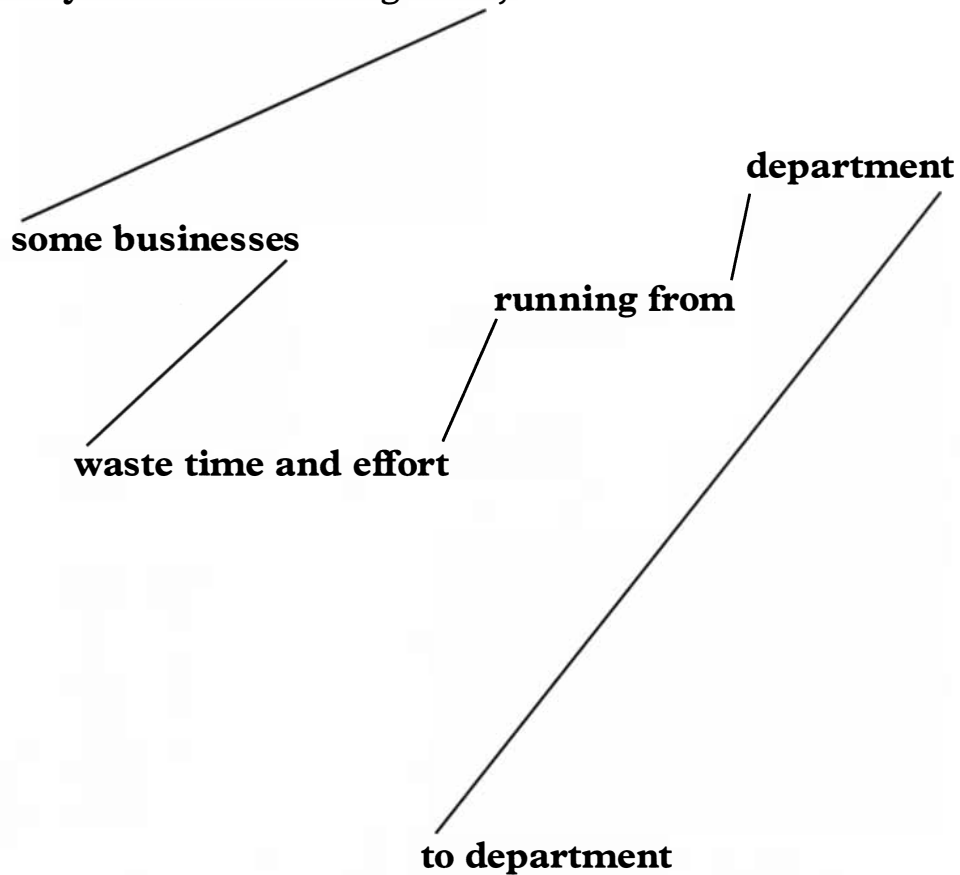 some businesses
waste time and effort
running from
department
to department